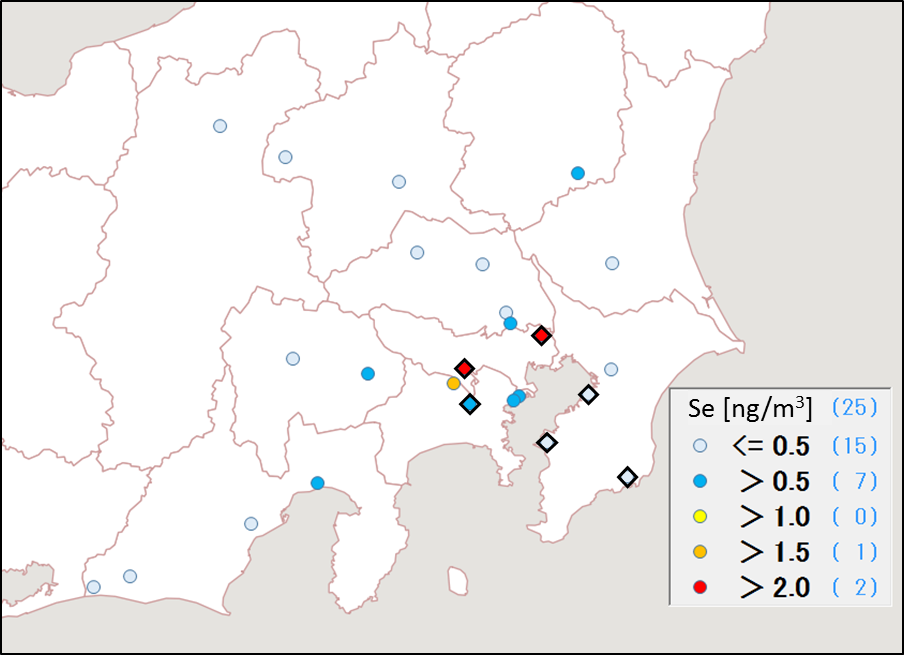 Se [ng/m³] (25)
<= 0.5 (15)
> 0.5 ( 7)
> 1.0 ( 0)
> 1.5 ( 1)
> 2.0 ( 2)